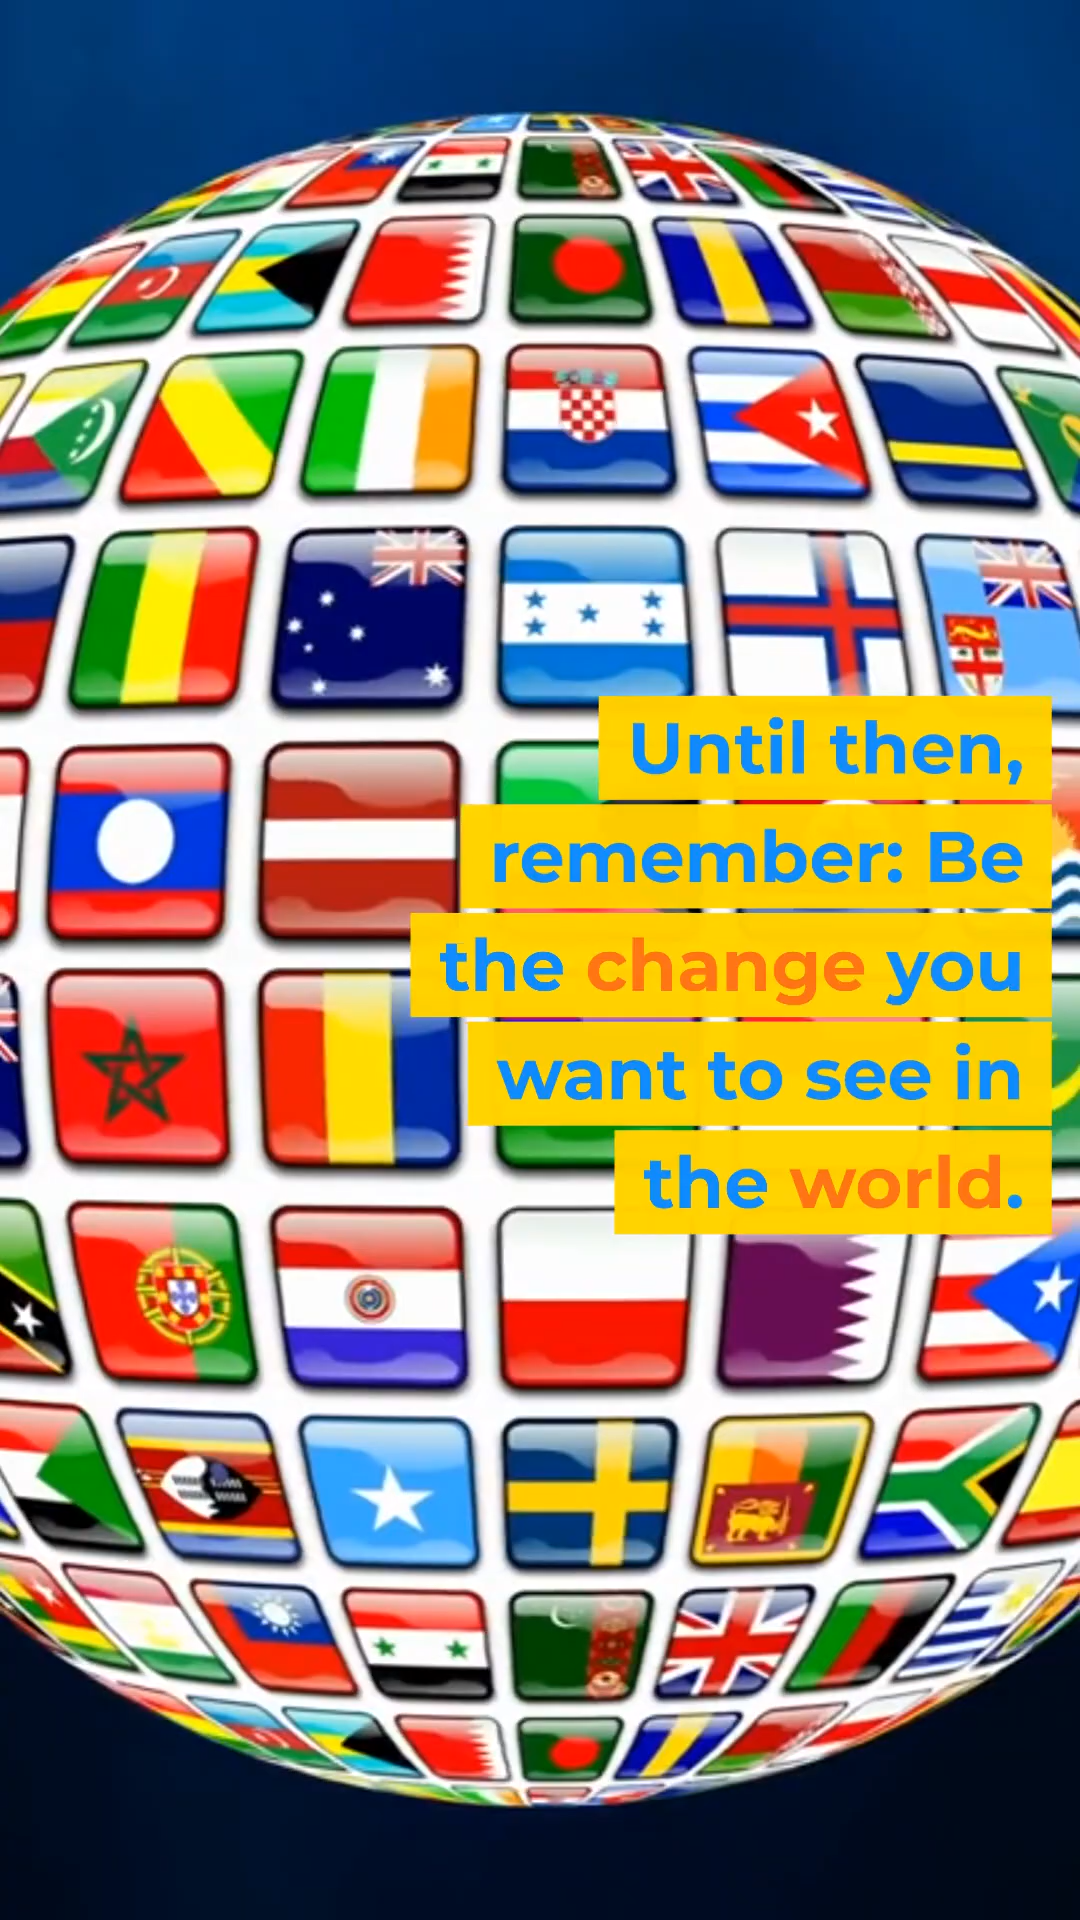 Until then,
remember: Be
the change you
want to see in
the world.